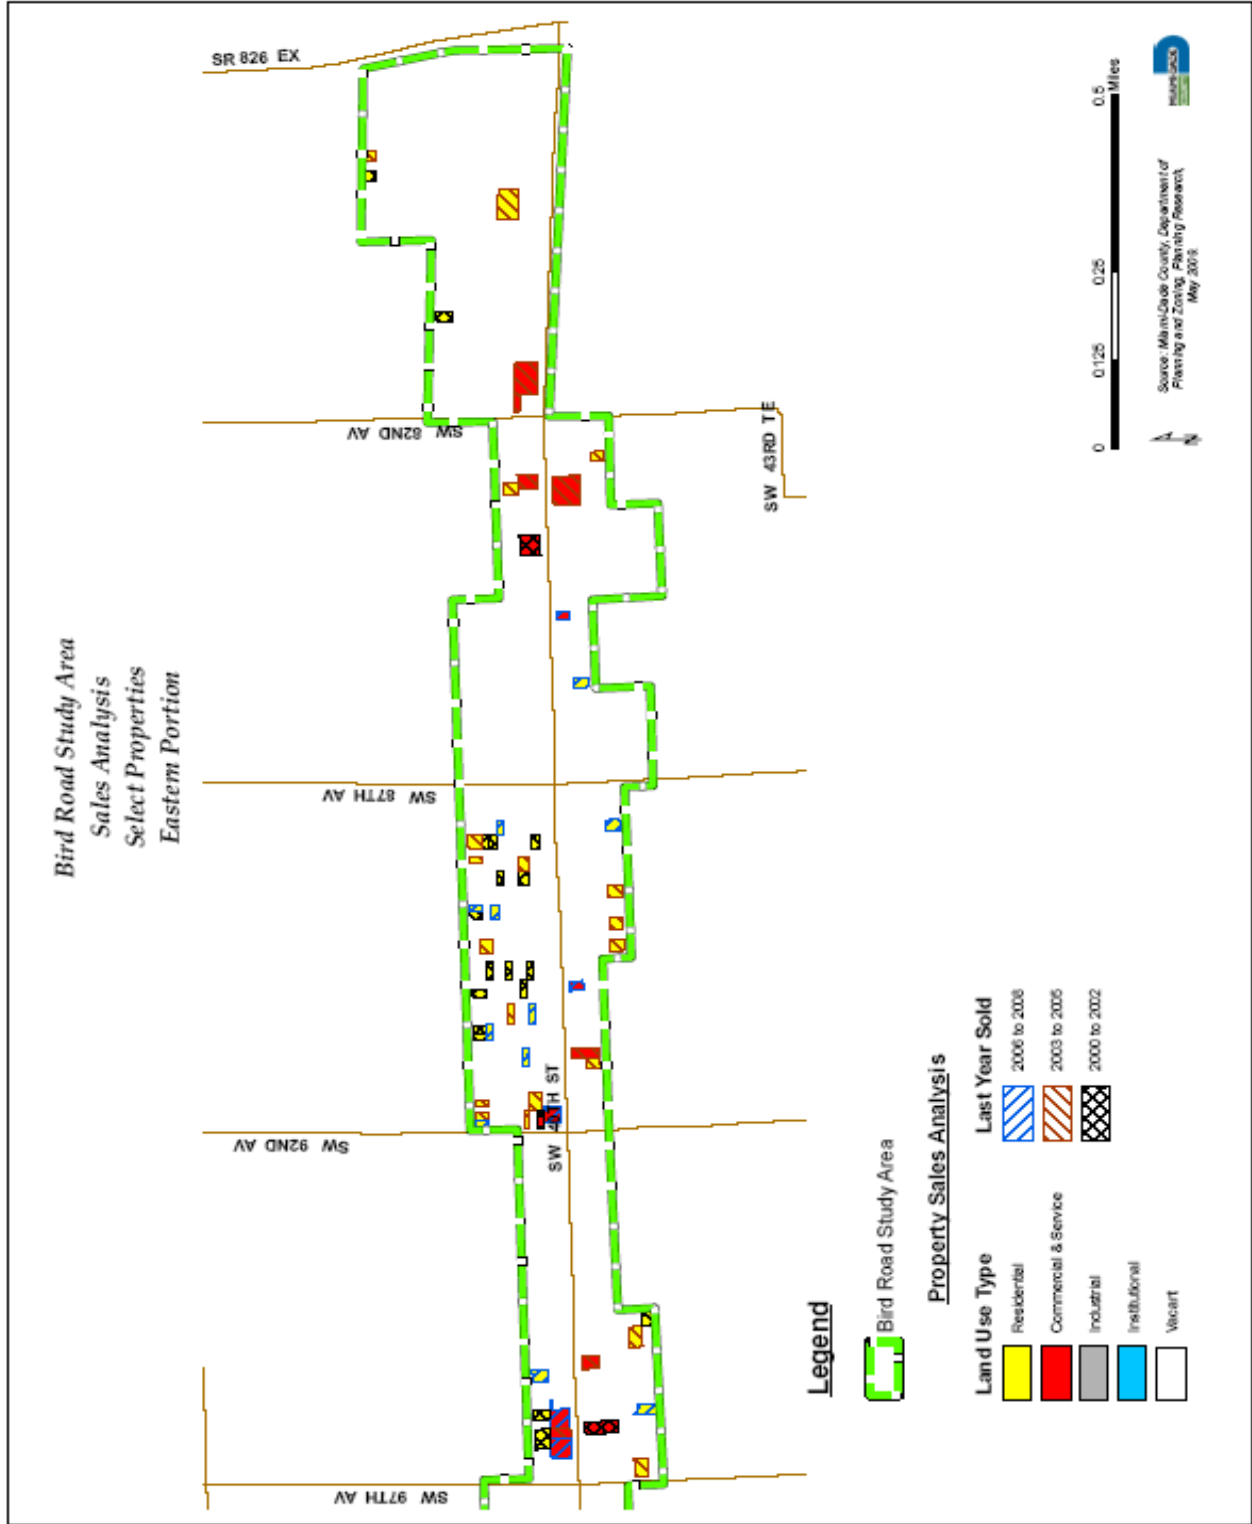 Bird Road Study Area
Sales Analysis
Select Properties
Eastern Portion
SR 826 EX
SW 82ND AV
SW 43RD TE
SW 87TH AV
SW 92ND AV
SW 40TH ST
SW 97TH AV
Legend
Bird Road Study Area
Property Sales Analysis
Land Use Type
Residential
Commercial & Service
Industrial
Institutional
Vacant
Last Year Sold
2006 to 2008
2003 to 2005
2000 to 2002
0 0.125 0.25 0.5
Miles
N
Source: Miami-Dade County, Department of
Planning and Zoning, Planning Research,
May 2009.
MIAMI-DADE